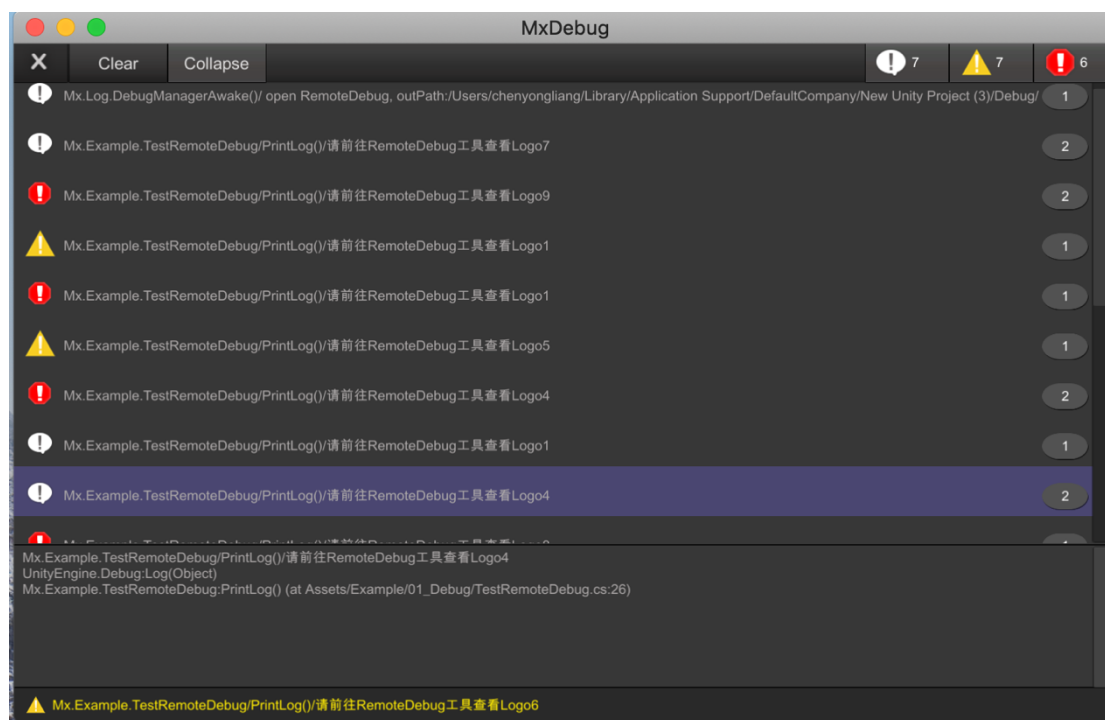 MxDebug
X Clear Collapse 7 7 6
Mx.Log.DebugManagerAwake()/ open RemoteDebug, outPath:/Users/chenyongliang/Library/Application Support/DefaultCompany/New Unity Project (3)/Debug/ 1
Mx.Example.TestRemoteDebug/PrintLog()/请前往RemoteDebug工具查看Logo7 2
Mx.Example.TestRemoteDebug/PrintLog()/请前往RemoteDebug工具查看Logo9 2
Mx.Example.TestRemoteDebug/PrintLog()/请前往RemoteDebug工具查看Logo1 1
Mx.Example.TestRemoteDebug/PrintLog()/请前往RemoteDebug工具查看Logo1 1
Mx.Example.TestRemoteDebug/PrintLog()/请前往RemoteDebug工具查看Logo5 1
Mx.Example.TestRemoteDebug/PrintLog()/请前往RemoteDebug工具查看Logo4 2
Mx.Example.TestRemoteDebug/PrintLog()/请前往RemoteDebug工具查看Logo1 1
Mx.Example.TestRemoteDebug/PrintLog()/请前往RemoteDebug工具查看Logo4 2
Mx.Example.TestRemoteDebug/PrintLog()/请前往RemoteDebug工具查看Logo4
UnityEngine.Debug:Log(Object)
Mx.Example.TestRemoteDebug:PrintLog() (at Assets/Example/01_Debug/TestRemoteDebug.cs:26)
Mx.Example.TestRemoteDebug/PrintLog()/请前往RemoteDebug工具查看Logo6